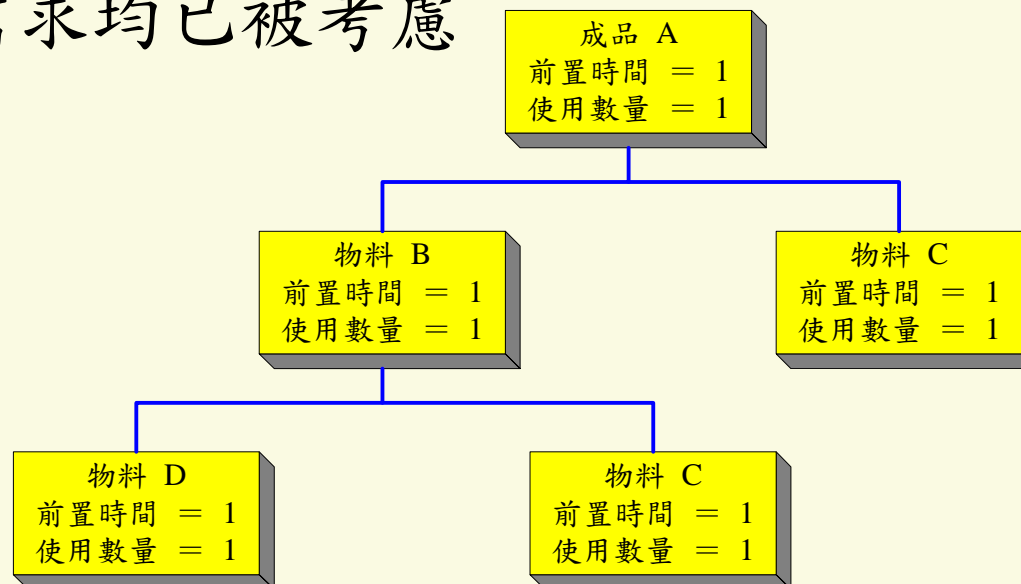 求均已被考慮
成品 A
前置時間 = 1
使用數量 = 1
物料 B
前置時間 = 1
使用數量 = 1
物料 C
前置時間 = 1
使用數量 = 1
物料 D
前置時間 = 1
使用數量 = 1
物料 C
前置時間 = 1
使用數量 = 1